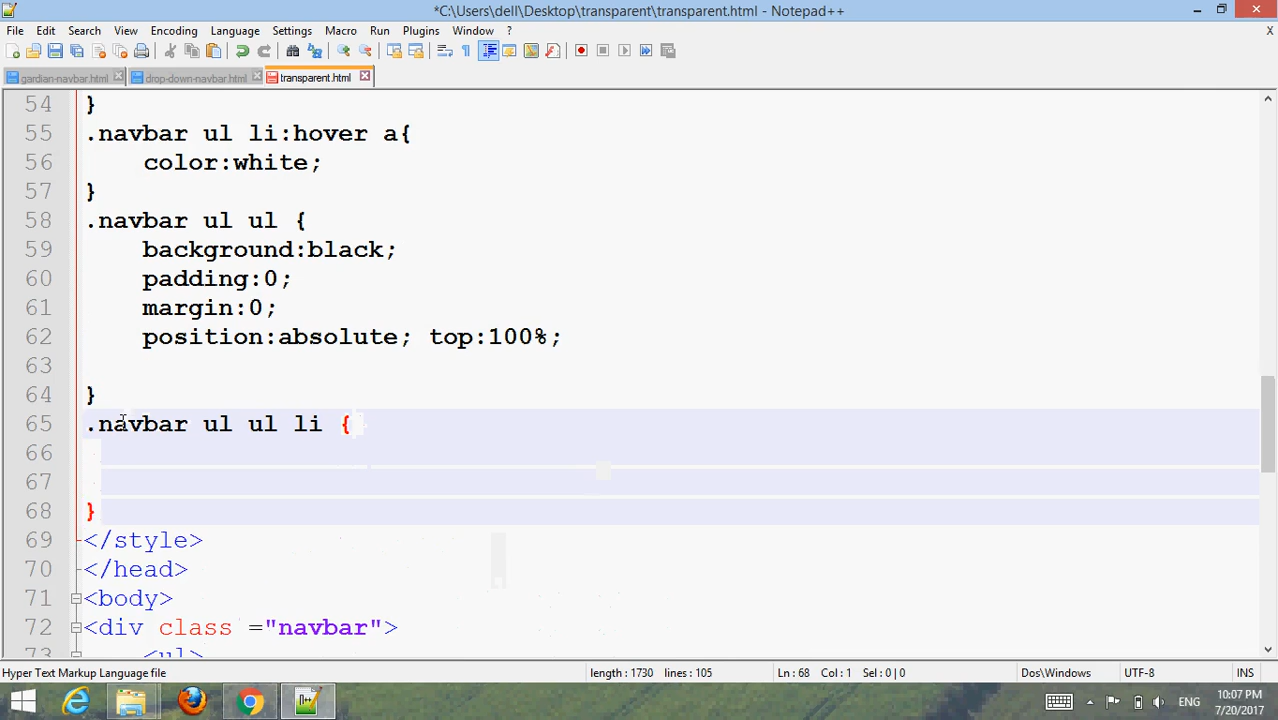 *C:\Users\dell\Desktop\transparent\transparent.html - Notepad++
File Edit Search View Encoding Language Settings Macro Run Plugins Window ? X
gardian-navbar.html drop-down-navbar.html transparent.html
54 }
55 .navbar ul li:hover a{
56 color:white;
57 }
58 .navbar ul ul {
59 background:black;
60 padding:0;
61 margin:0;
62 position:absolute; top:100%;
63
64 }
65 .navbar ul ul li {
66
67
68 }
69 </style>
70 </head>
71 <body>
72 <div class ="navbar">
73 <ul>
Hyper Text Markup Language file length : 1730 lines : 105 Ln : 68 Col : 1 Sel : 0 | 0 Dos\Windows UTF-8 INS
ENG 10:07 PM
7/20/2017